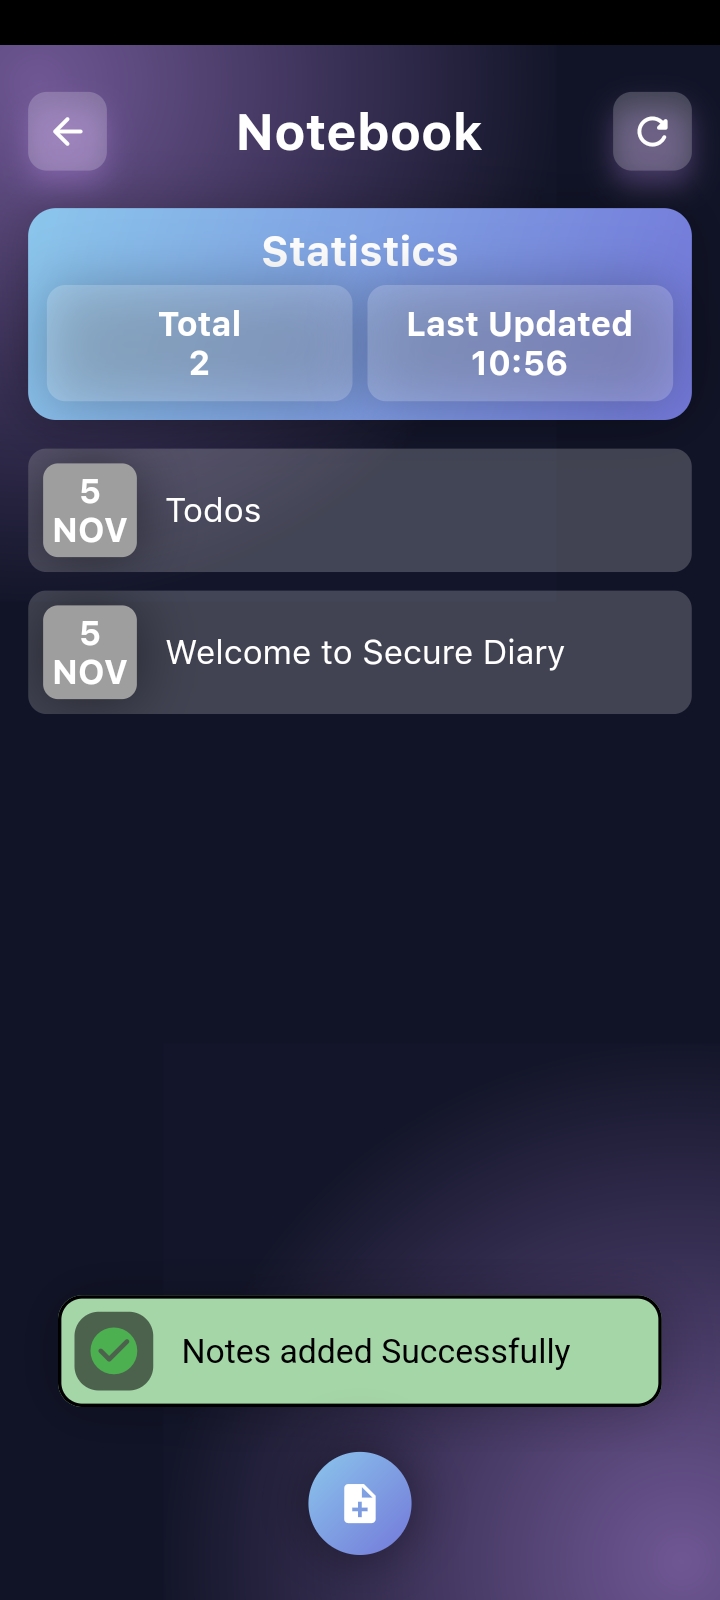 Notebook
Statistics
Total
2
Last Updated
10:56
5
NOV
Todos
5
NOV
Welcome to Secure Diary
Notes added Successfully